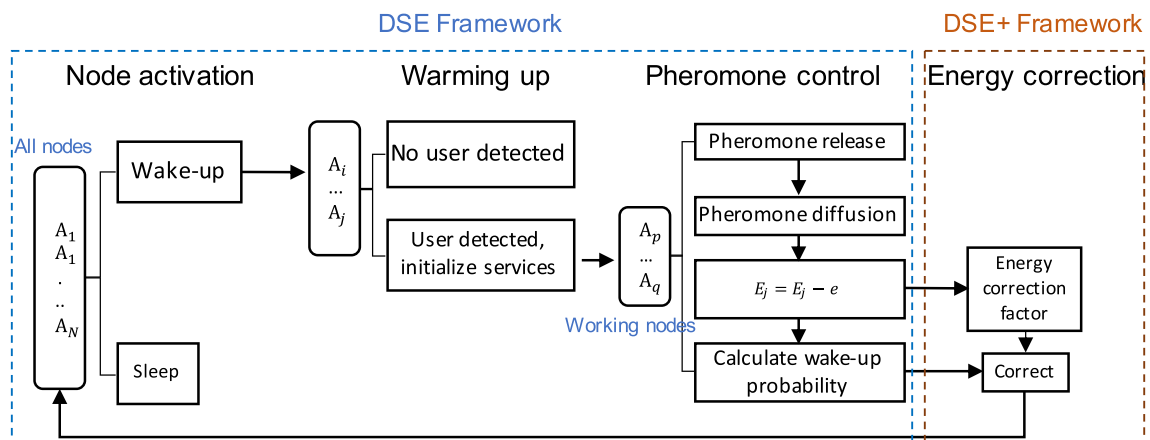 DSE Framework
DSE+ Framework
Node activation
Warming up
Pheromone control
Energy correction
All nodes
A₁
A₁
.
..
A_N
Wake-up
Sleep
A_i
...
A_j
No user detected
User detected,
initialize services
A_p
...
A_q
Working nodes
Pheromone release
Pheromone diffusion
E_j = E_j − e
Calculate wake-up
probability
Energy
correction
factor
Correct